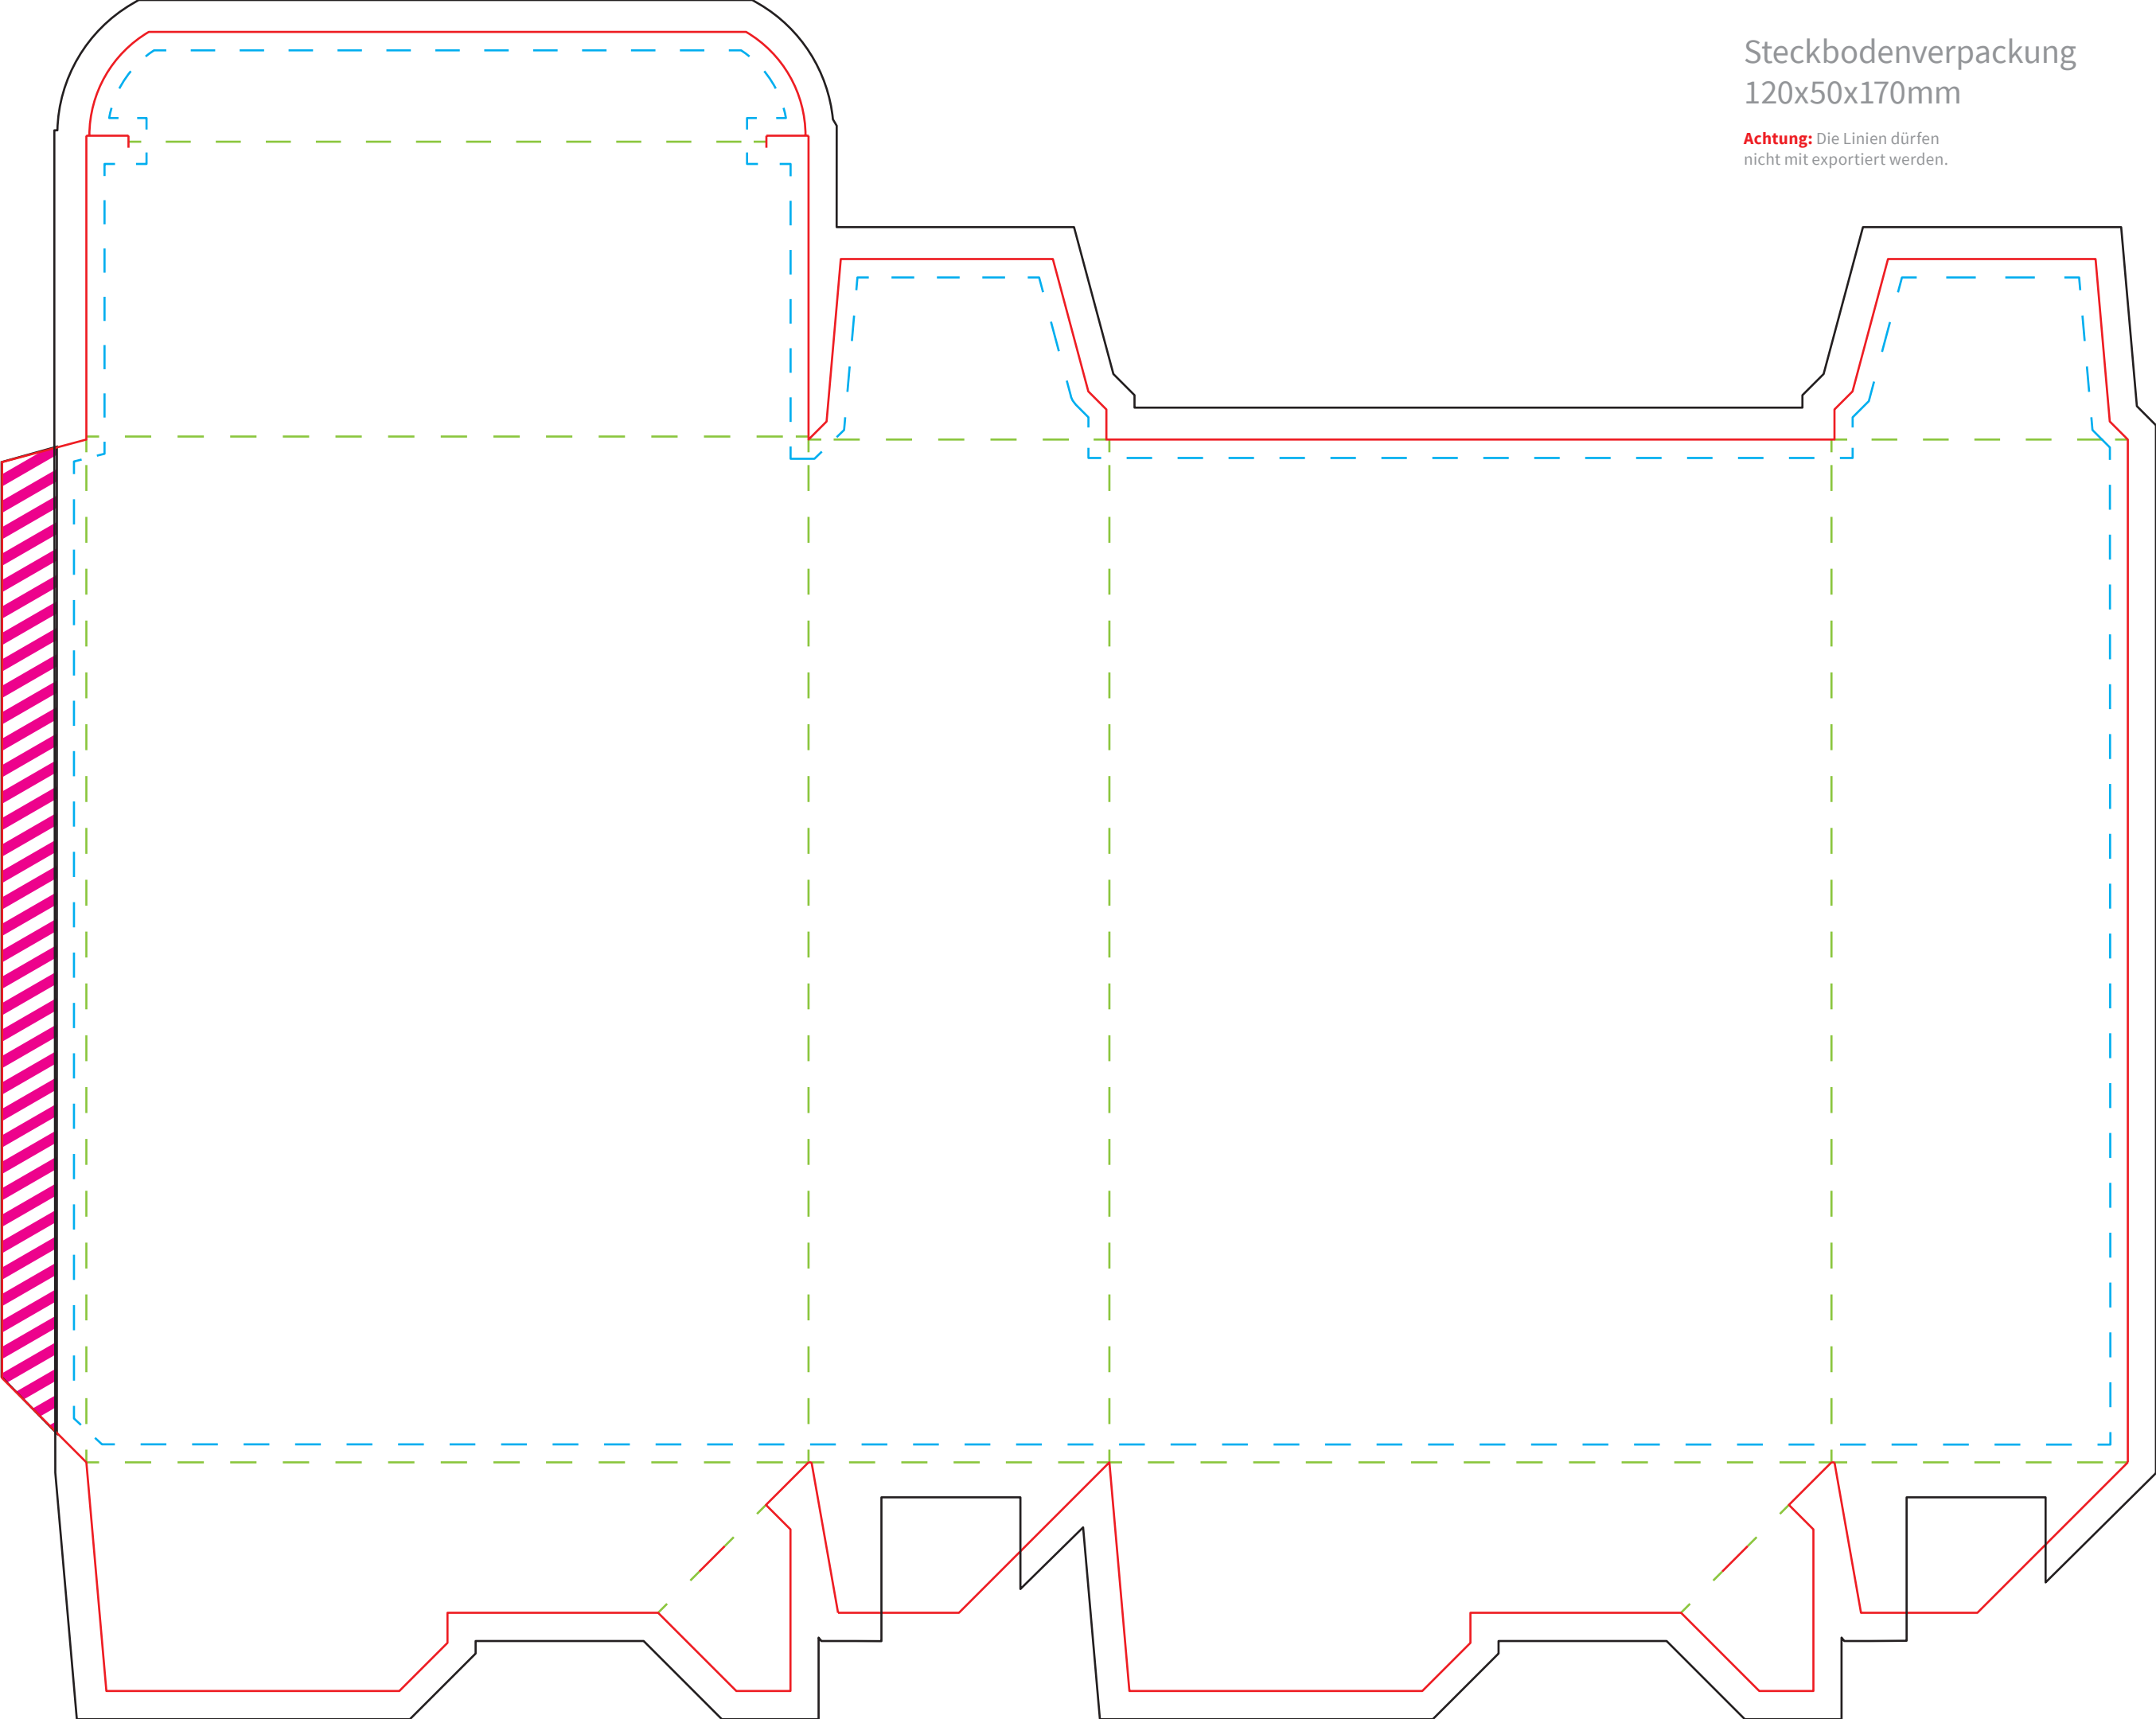 Steckbodenverpackung
120x50x170mm
Achtung: Die Linien dürfen
nicht mit exportiert werden.